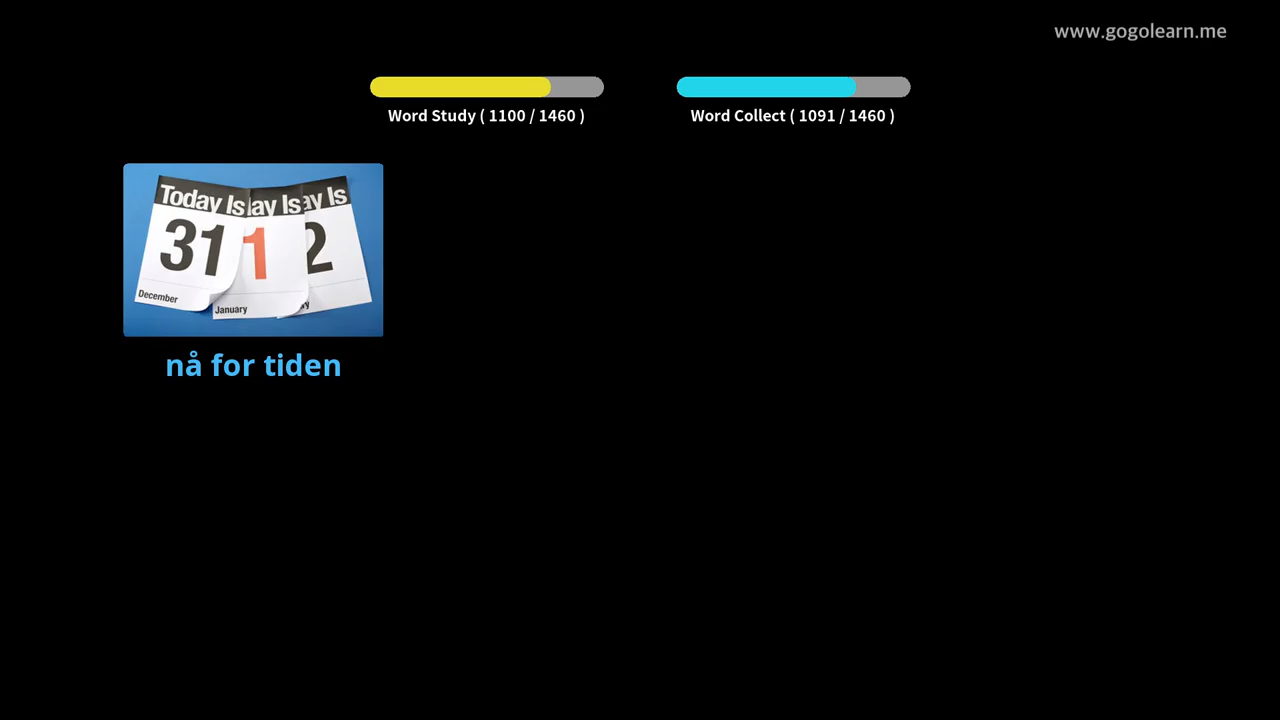 www.gogolearn.me
Word Study ( 1100 / 1460 )
Word Collect ( 1091 / 1460 )
Today Is
ay Is
ay Is
31
1
2
December
January
nå for tiden